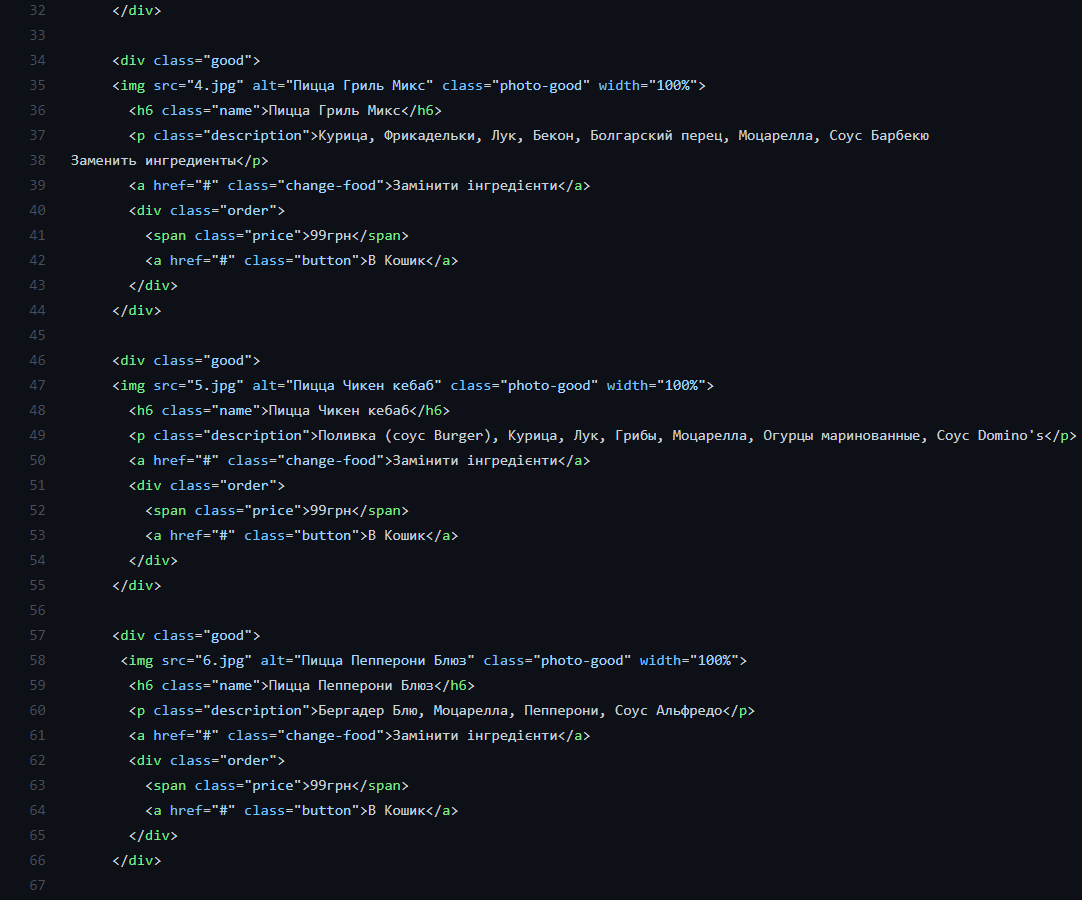 32 </div>
33
34 <div class="good">
35 <img src="4.jpg" alt="Пицца Гриль Микс" class="photo-good" width="100%">
36 <h6 class="name">Пицца Гриль Микс</h6>
37 <p class="description">Курица, Фрикадельки, Лук, Бекон, Болгарский перец, Моцарелла, Соус Барбекю
38 Заменить ингредиенты</p>
39 <a href="#" class="change-food">Замінити інгредієнти</a>
40 <div class="order">
41 <span class="price">99грн</span>
42 <a href="#" class="button">В Кошик</a>
43 </div>
44 </div>
45
46 <div class="good">
47 <img src="5.jpg" alt="Пицца Чикен кебаб" class="photo-good" width="100%">
48 <h6 class="name">Пицца Чикен кебаб</h6>
49 <p class="description">Поливка (соус Burger), Курица, Лук, Грибы, Моцарелла, Огурцы маринованные, Соус Domino's</p>
50 <a href="#" class="change-food">Замінити інгредієнти</a>
51 <div class="order">
52 <span class="price">99грн</span>
53 <a href="#" class="button">В Кошик</a>
54 </div>
55 </div>
56
57 <div class="good">
58 <img src="6.jpg" alt="Пицца Пепперони Блюз" class="photo-good" width="100%">
59 <h6 class="name">Пицца Пепперони Блюз</h6>
60 <p class="description">Бергадер Блю, Моцарелла, Пепперони, Соус Альфредо</p>
61 <a href="#" class="change-food">Замінити інгредієнти</a>
62 <div class="order">
63 <span class="price">99грн</span>
64 <a href="#" class="button">В Кошик</a>
65 </div>
66 </div>
67